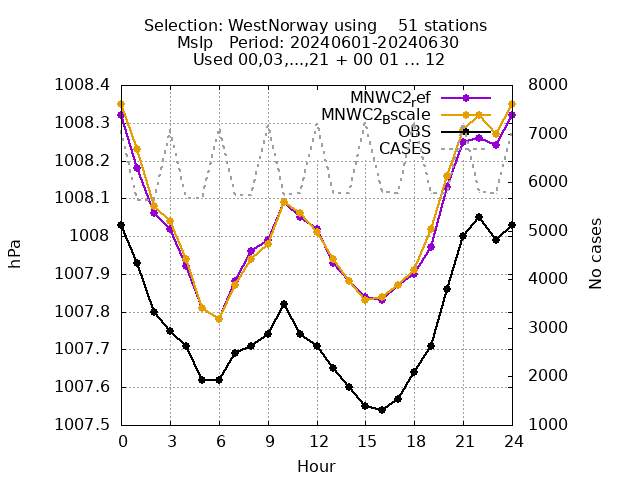 Selection: WestNorway using    51 stations
Mslp   Period: 20240601-20240630
Used 00,03,...,21 + 00 01 ... 12
1008.4
1008.3
1008.2
1008.1
1008
1007.9
1007.8
1007.7
1007.6
1007.5
hPa
MNWC2_ref
MNWC2_Bscale
OBS
CASES
8000
7000
6000
5000
4000
3000
2000
1000
No cases
0 3 6 9 12 15 18 21 24
Hour